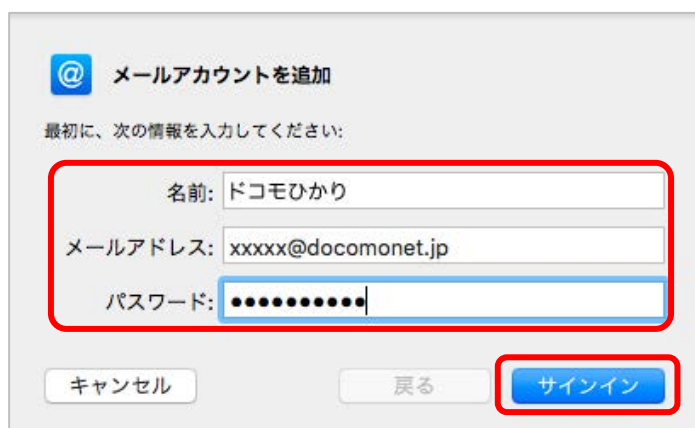 @ メールアカウントを追加
最初に、次の情報を入力してください:
名前: ドコモひかり
メールアドレス: xxxxx@docomonet.jp
パスワード: ●●●●●●●●●●
キャンセル 戻る サインイン